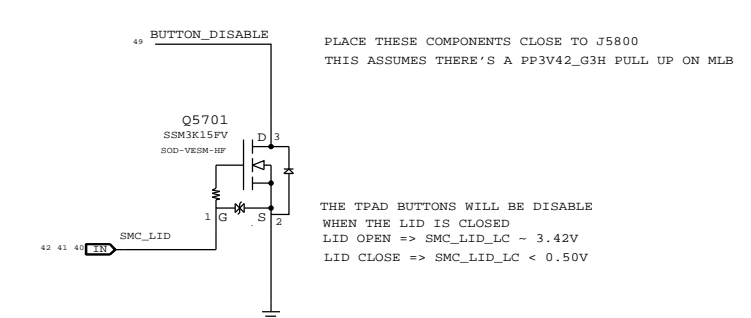 49 BUTTON_DISABLE
PLACE THESE COMPONENTS CLOSE TO J5800
THIS ASSUMES THERE'S A PP3V42_G3H PULL UP ON MLB
Q5701
SSM3K15FV
SOD-VESM-HF
D 3
1 G S 2
THE TPAD BUTTONS WILL BE DISABLE
WHEN THE LID IS CLOSED
LID OPEN => SMC_LID_LC ~ 3.42V
LID CLOSE => SMC_LID_LC < 0.50V
SMC_LID
42 41 40 IN